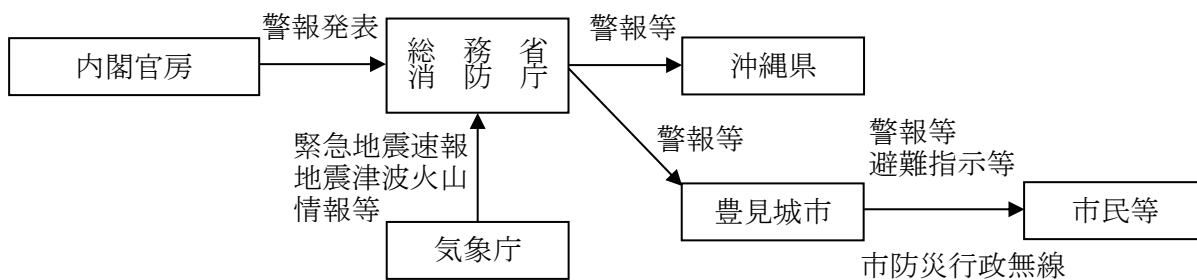 警報発表
総務省
消防庁
警報等
内閣官房
沖縄県
緊急地震速報
地震津波火山
情報等
警報等
警報等
避難指示等
豊見城市
市民等
気象庁
市防災行政無線